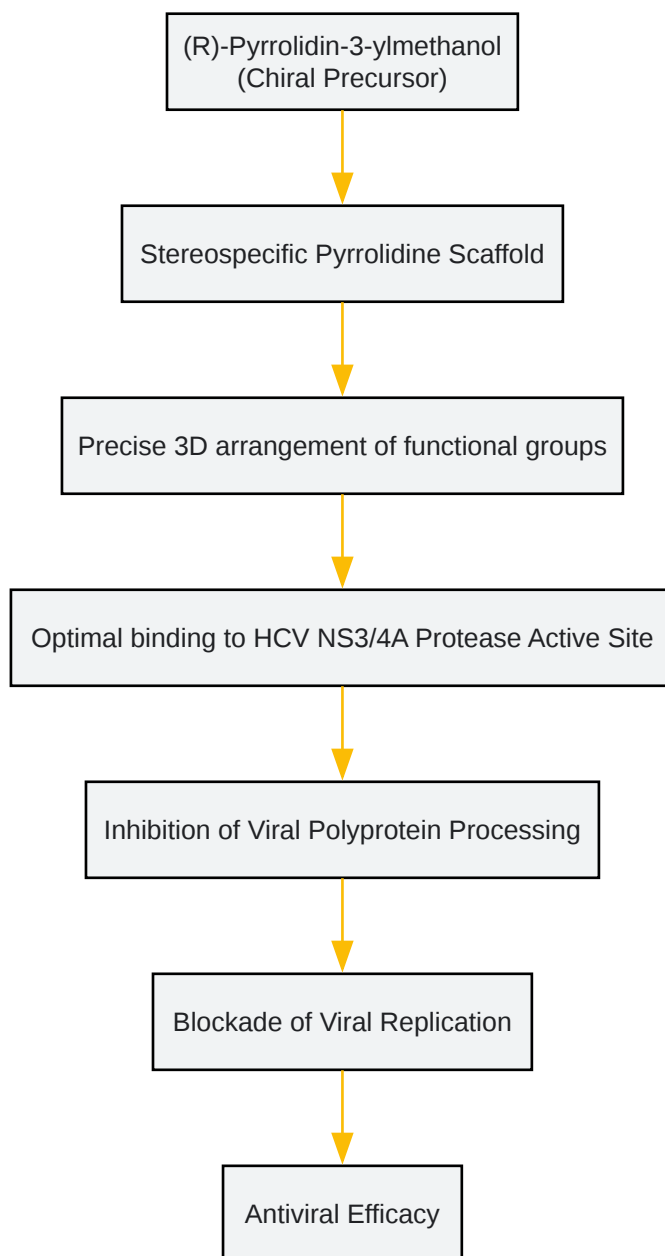 (R)-Pyrrolidin-3-ylmethanol
(Chiral Precursor)
Stereospecific Pyrrolidine Scaffold
Precise 3D arrangement of functional groups
Optimal binding to HCV NS3/4A Protease Active Site
Inhibition of Viral Polyprotein Processing
Blockade of Viral Replication
Antiviral Efficacy